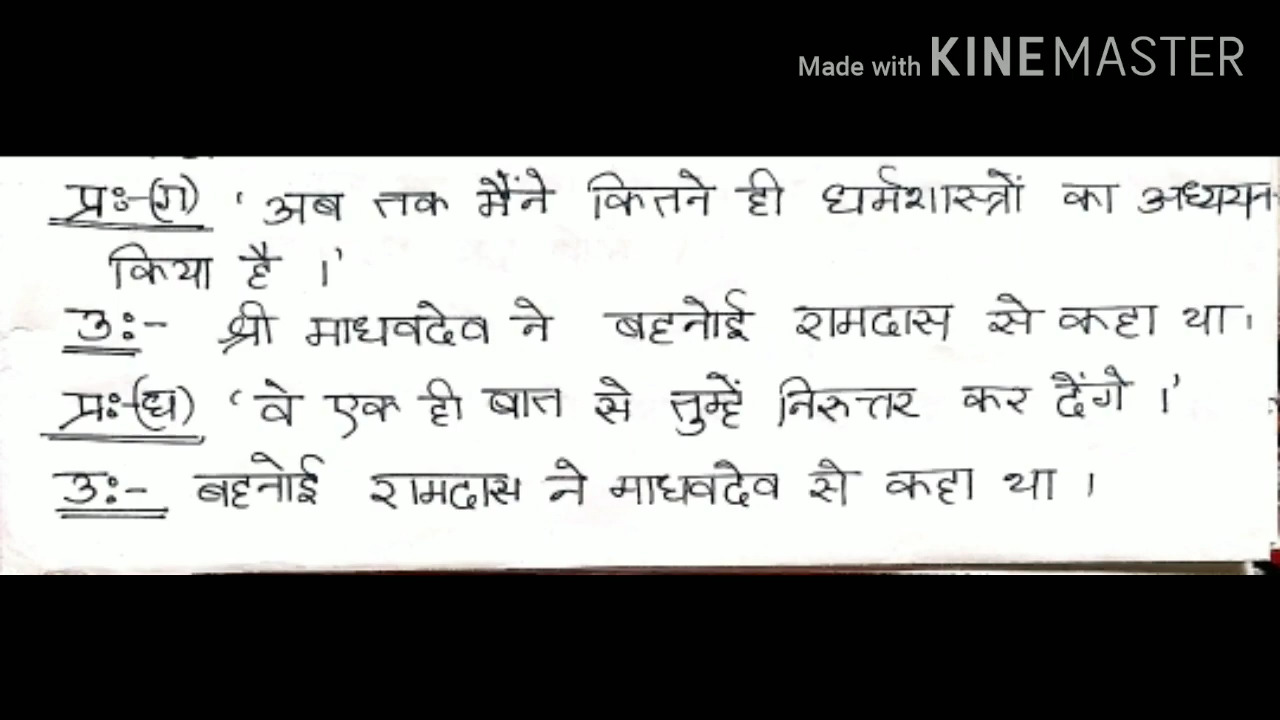 Made with KINEMASTER
प्रः-(ग) ‘अब तक मैंने कितने ही धर्मशास्त्रों का अध्ययन
किया है ।’
उः- श्री माधवदेव ने बहनोई रामदास से कहा था।
प्रः-(घ) ‘वे एक ही बात से तुम्हें निरुत्तर कर देंगे ।’
उः- बहनोई रामदास ने माधवदेव से कहा था ।